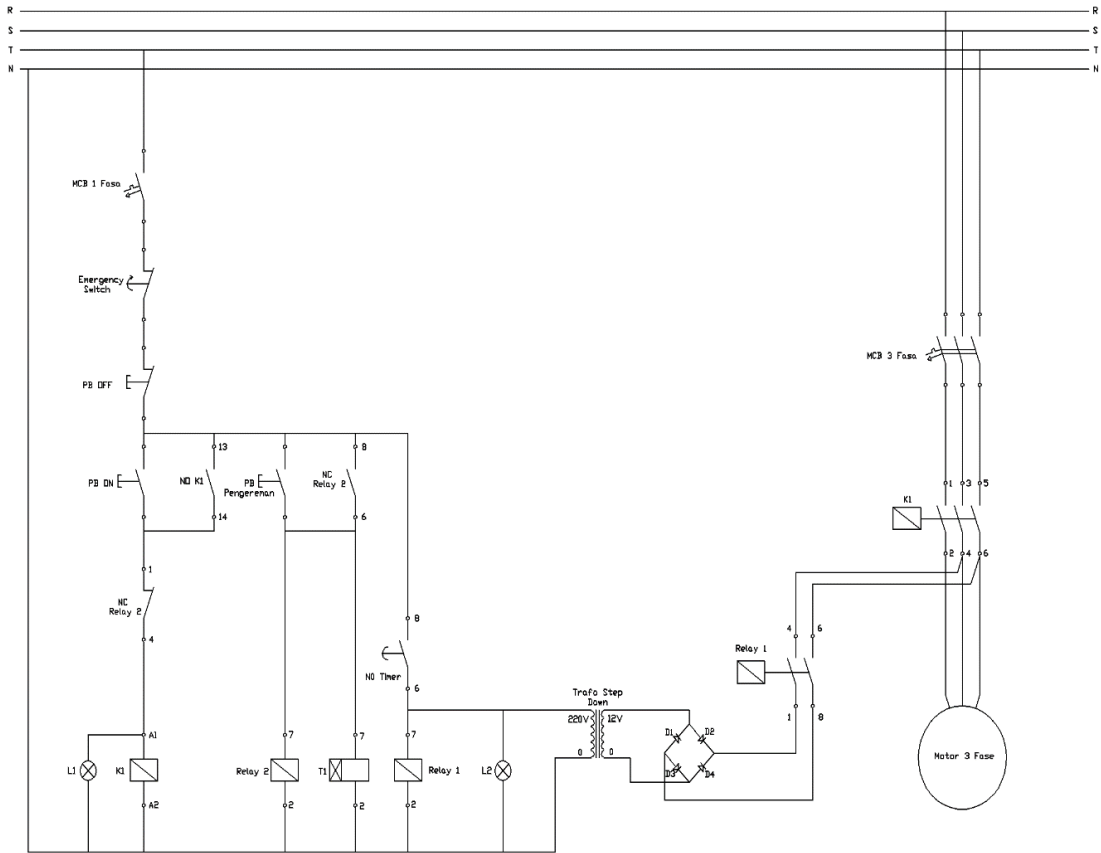 R
R
S
S
T
T
N
N
MCB 1 Fasa
Emergency
Switch
PB OFF
MCB 3 Fasa
13
8
PB ON
NO K1
PB
Pengereman
NC
Relay 2
14
6
1
3
5
K1
2
4
6
1
NC
Relay 2
4
8
NO Timer
6
4
6
Relay 1
1
8
Trafo Step
Down
220V
12V
0
0
D1
D2
D3
D4
Motor 3 Fase
A1
7
7
7
L1
K1
Relay 2
T1
Relay 1
L2
A2
2
2
2